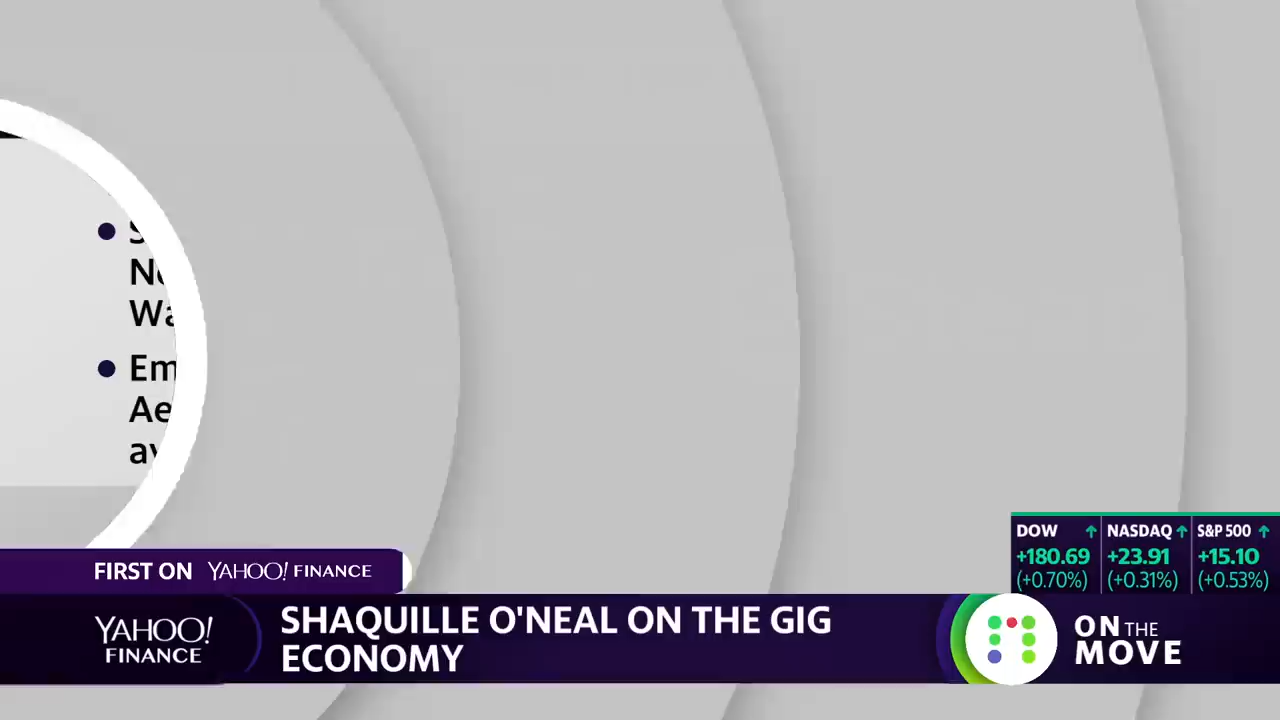 Em
FIRST ON YAHOO! FINANCE
DOW NASDAQ S&P 500
+180.69 +23.91 +15.10
(+0.70%) (+0.31%) (+0.53%)
YAHOO!
FINANCE
SHAQUILLE O'NEAL ON THE GIG
ECONOMY
ON THE
MOVE